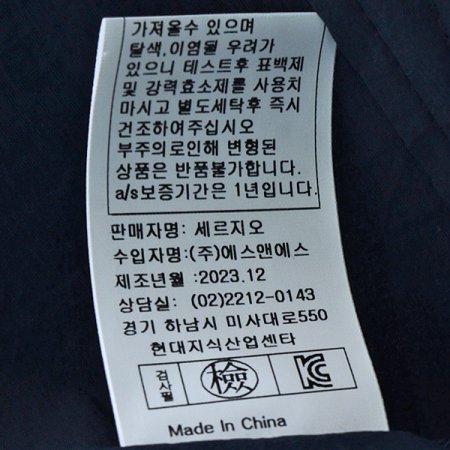 가져올수 있으며
탈색,이염될 우려가
있으니 테스트후 표백제
및 강력효소제를 사용치
마시고 별도세탁후 즉시
건조하여주십시오
부주의로인해 변형된
상품은 반품불가합니다.
a/s보증기간은 1년입니다.
판매자명: 세르지오
수입자명:(주)에스앤에스
제조년월 :2023.12
상담실: (02)2212-0143
경기 하남시 미사대로550
현대지식산업센타
검사필 檢 KC
Made In China